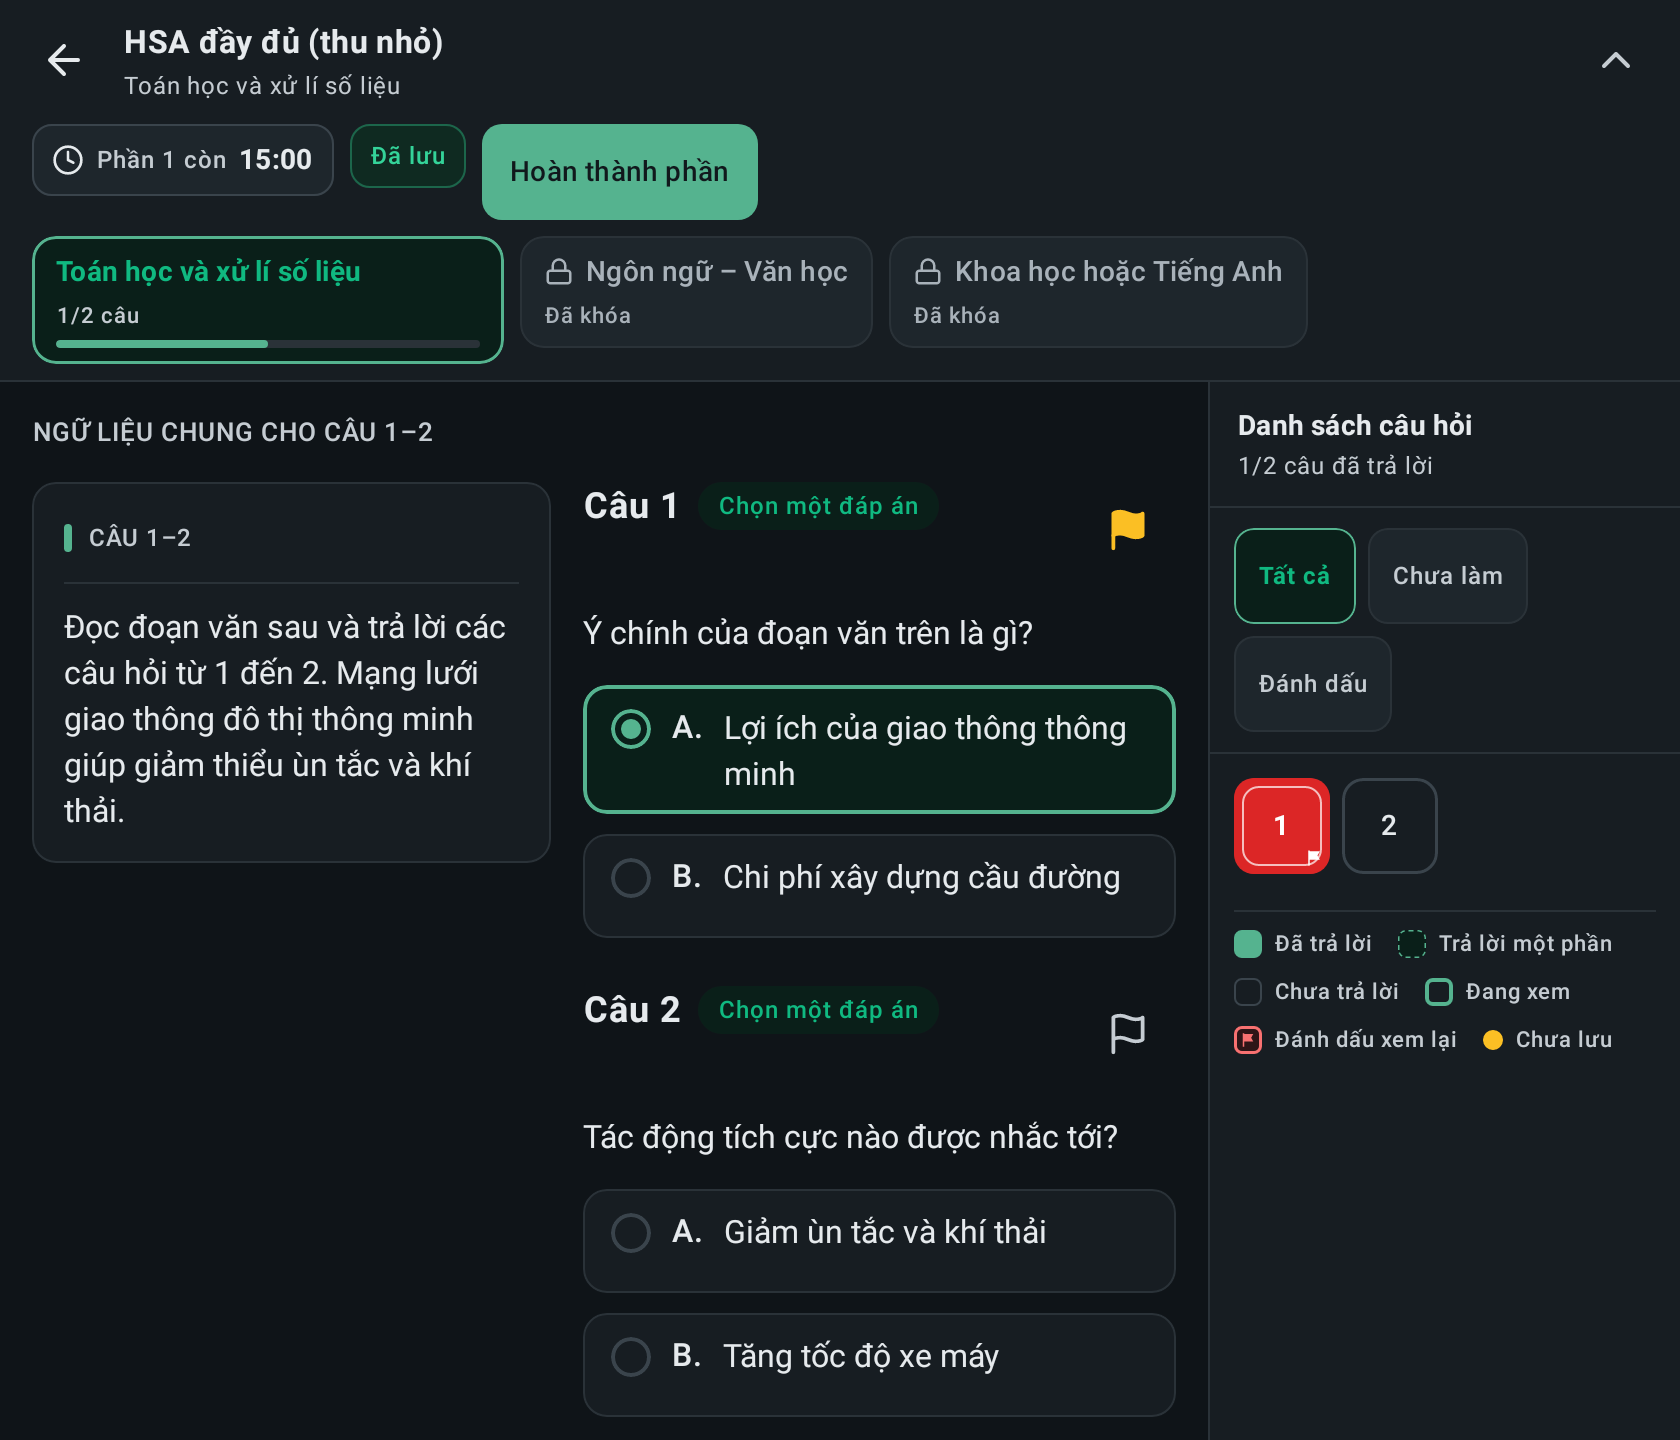 HSA đầy đủ (thu nhỏ)
Toán học và xử lí số liệu
Phần 1 còn 15:00
Đã lưu
Hoàn thành phần
Toán học và xử lí số liệu
1/2 câu
Ngôn ngữ – Văn học
Đã khóa
Khoa học hoặc Tiếng Anh
Đã khóa
NGỮ LIỆU CHUNG CHO CÂU 1–2
CÂU 1–2
Đọc đoạn văn sau và trả lời các
câu hỏi từ 1 đến 2. Mạng lưới
giao thông đô thị thông minh
giúp giảm thiểu ùn tắc và khí
thải.
Câu 1 Chọn một đáp án
Ý chính của đoạn văn trên là gì?
A. Lợi ích của giao thông thông
minh
B. Chi phí xây dựng cầu đường
Câu 2 Chọn một đáp án
Tác động tích cực nào được nhắc tới?
A. Giảm ùn tắc và khí thải
B. Tăng tốc độ xe máy
Danh sách câu hỏi
1/2 câu đã trả lời
Tất cả
Chưa làm
Đánh dấu
1
2
Đã trả lời
Trả lời một phần
Chưa trả lời
Đang xem
Đánh dấu xem lại
Chưa lưu